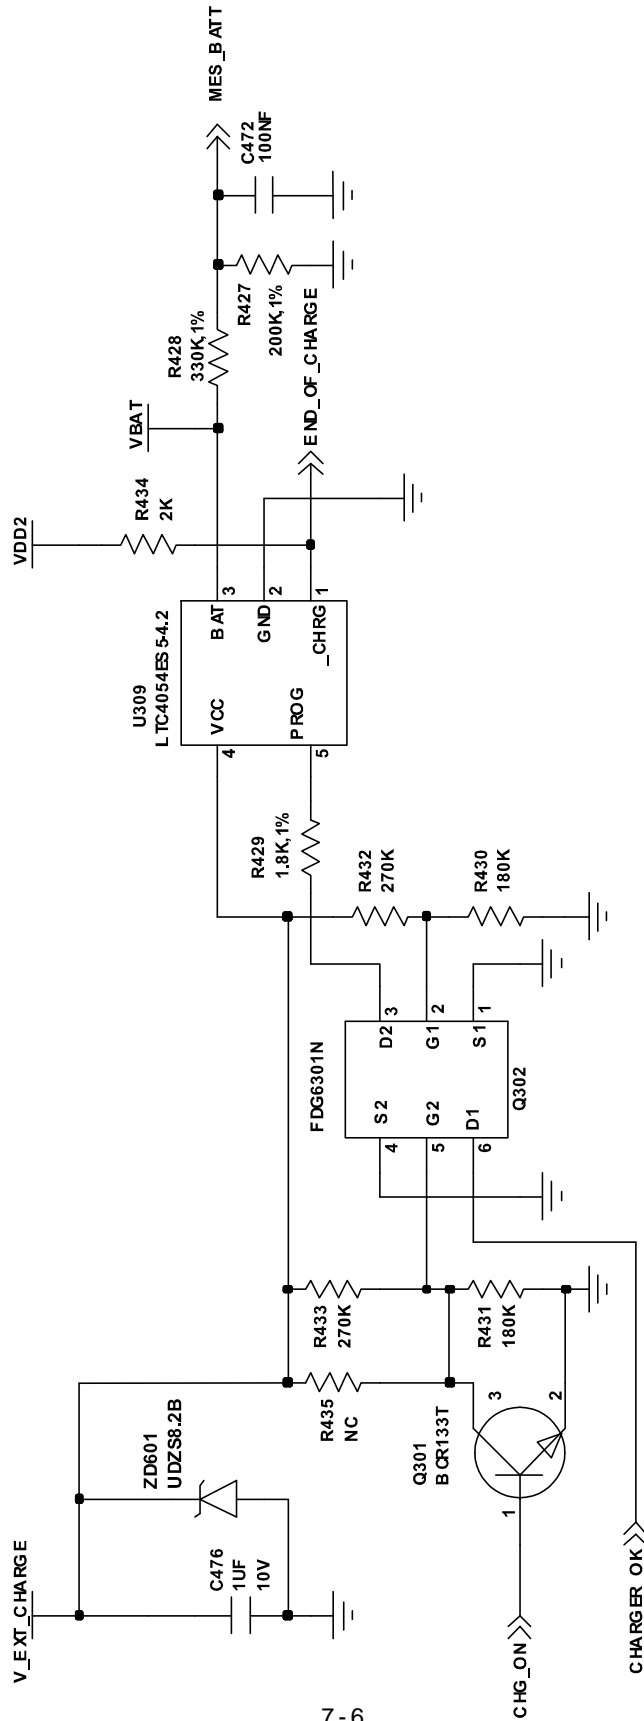 V_EXT_CHARGE
C476
1UF
10V
ZD601
UDZS8.2B
R435
NC
R433
270K
Q301
BCR133T
1
3
2
CHG_ON
CHARGER_OK
R431
180K
FDG6301N
S2
4
G2
5
D1
6
D2
3
G1
2
S1
1
Q302
R432
270K
R430
180K
R429
1.8K,1%
U309
LTC4054ES5-4.2
VCC
4
PROG
5
BAT
3
GND
2
_CHRG
1
VDD2
R434
2K
VBAT
R428
330K,1%
END_OF_CHARGE
R427
200K,1%
C472
100NF
MES_BATT
7-6